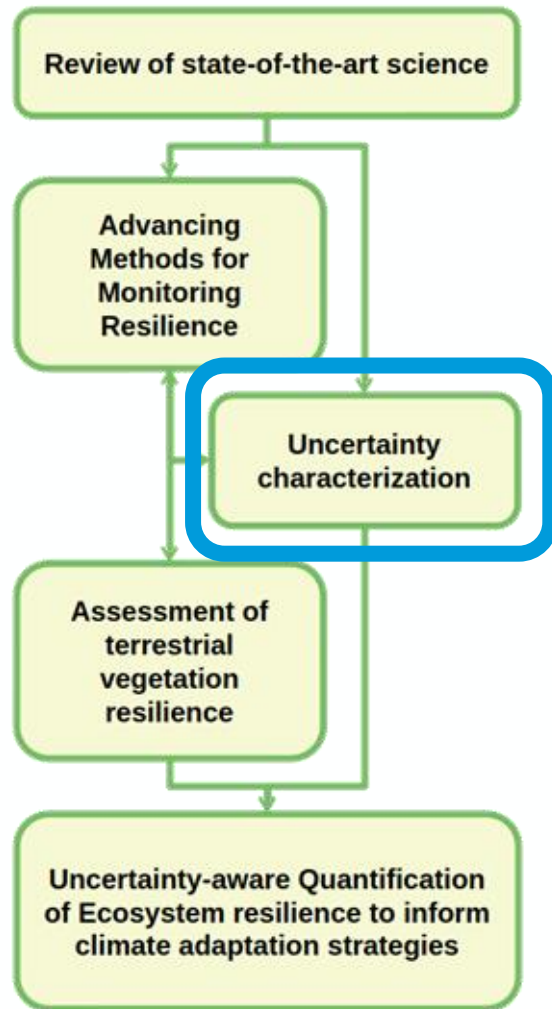 Review of state-of-the-art science
Advancing
Methods for
Monitoring
Resilience
Uncertainty
characterization
Assessment of
terrestrial
vegetation
resilience
Uncertainty-aware Quantification
of Ecosystem resilience to inform
climate adaptation strategies